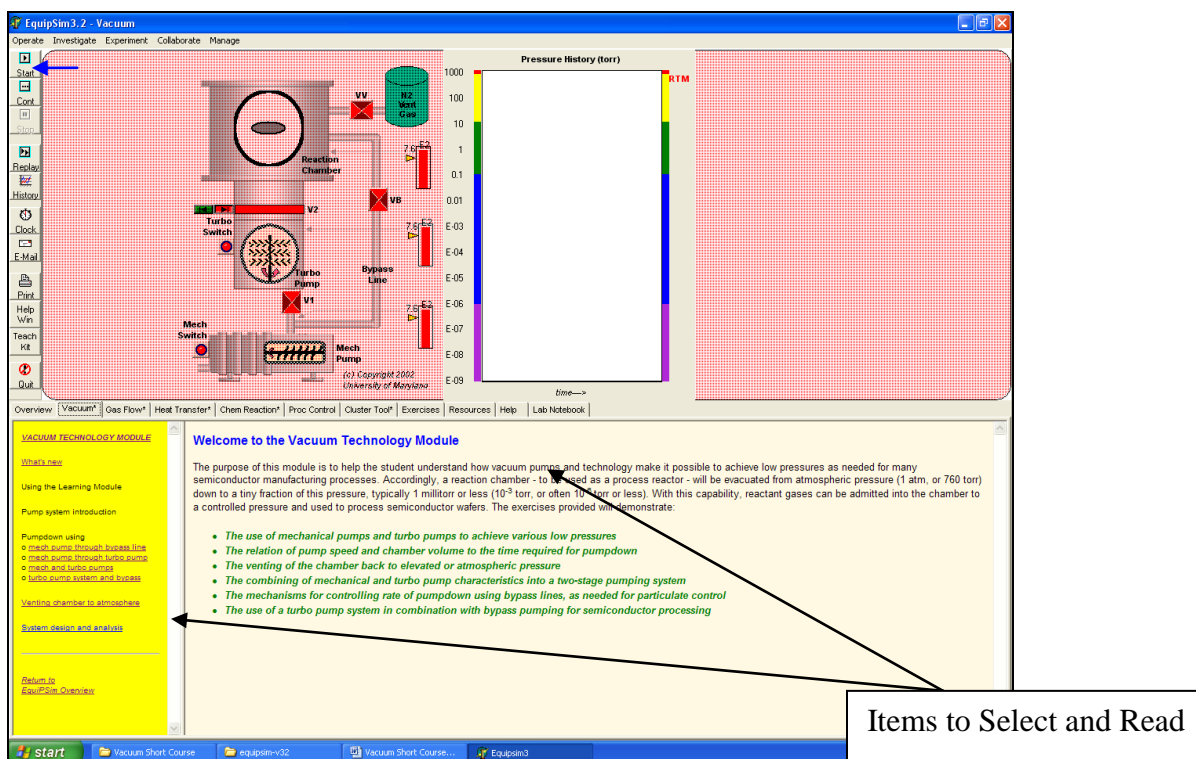 EquipSim3.2 - Vacuum
Operate Investigate Experiment Collaborate Manage
Start
Cont
Stop
Replay
History
Clock
E-Mail
Print
Help
Win
Teach
Kit
Quit
VV
N2
Vent
Gas
Reaction
Chamber
7.6 E2
VB
V2
Turbo
Switch
7.6 E2
Turbo
Pump
Bypass
Line
V1
7.6 E2
Mech
Switch
Mech
Pump
(c) Copyright 2002
University of Maryland
Pressure History (torr)
1000
RTM
100
10
1
0.1
0.01
E-03
E-04
E-05
E-06
E-07
E-08
E-09
time-->
Overview Vacuum* Gas Flow* Heat Transfer* Chem Reaction* Proc Control Cluster Tool* Exercises Resources Help Lab Notebook
VACUUM TECHNOLOGY MODULE
What's new
Using the Learning Module
Pump system introduction
Pumpdown using
o mech pump through bypass line
o mech pump through turbo pump
o mech and turbo pumps
o turbo pump system and bypass
Venting chamber to atmosphere
System design and analysis
Return to
EquiPSim Overview
Welcome to the Vacuum Technology Module
The purpose of this module is to help the student understand how vacuum pumps and technology make it possible to achieve low pressures as needed for many
semiconductor manufacturing processes. Accordingly, a reaction chamber - to be used as a process reactor - will be evacuated from atmospheric pressure (1 atm, or 760 torr)
down to a tiny fraction of this pressure, typically 1 millitorr or less (10-3 torr, or often 10-6 torr or less). With this capability, reactant gases can be admitted into the chamber to
a controlled pressure and used to process semiconductor wafers. The exercises provided will demonstrate:
• The use of mechanical pumps and turbo pumps to achieve various low pressures
• The relation of pump speed and chamber volume to the time required for pumpdown
• The venting of the chamber back to elevated or atmospheric pressure
• The combining of mechanical and turbo pump characteristics into a two-stage pumping system
• The mechanisms for controlling rate of pumpdown using bypass lines, as needed for particulate control
• The use of a turbo pump system in combination with bypass pumping for semiconductor processing
Items to Select and Read
start Vacuum Short Course equipsim-v32 Vacuum Short Course... Equipsim3